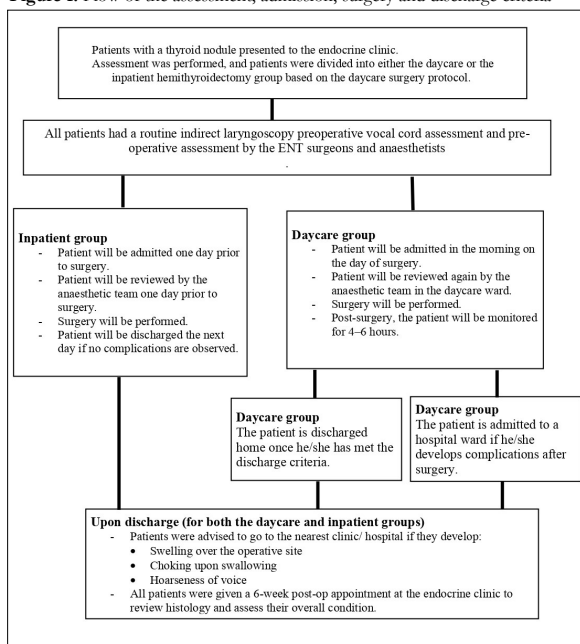 Figure 1. Flow of the assessment, admission, surgery and discharge criteria
Patients with a thyroid nodule presented to the endocrine clinic.
Assessment was performed, and patients were divided into either the daycare or the
inpatient hemithyroidectomy group based on the daycare surgery protocol.
All patients had a routine indirect laryngoscopy preoperative vocal cord assessment and pre-
operative assessment by the ENT surgeons and anaesthetists
.
Inpatient group
- Patient will be admitted one day prior
to surgery.
- Patient will be reviewed by the
anaesthetic team one day prior to
surgery.
- Surgery will be performed.
- Patient will be discharged the next
day if no complications are observed.
Daycare group
- Patient will be admitted in the morning on
the day of surgery.
- Patient will be reviewed again by the
anaesthetic team in the daycare ward.
- Surgery will be performed.
- Post-surgery, the patient will be monitored
for 4–6 hours.
Daycare group
The patient is discharged
home once he/she has met the
discharge criteria.
Daycare group
The patient is admitted to a
hospital ward if he/she
develops complications after
surgery.
Upon discharge (for both the daycare and inpatient groups)
- Patients were advised to go to the nearest clinic/ hospital if they develop:
• Swelling over the operative site
• Choking upon swallowing
• Hoarseness of voice
- All patients were given a 6-week post-op appointment at the endocrine clinic to
review histology and assess their overall condition.